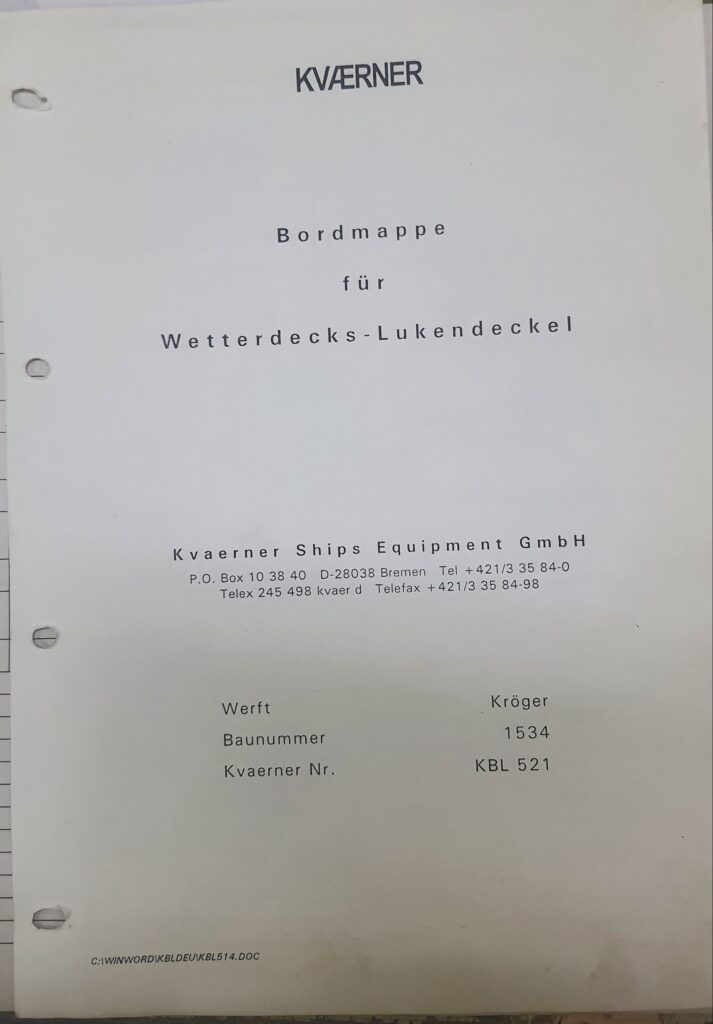 KVÆRNER
Bordmappe
für
Wetterdecks-Lukendeckel
Kvaerner Ships Equipment GmbH
P.O. Box 10 38 40 D-28038 Bremen Tel +421/3 35 84-0
Telex 245 498 kvaer d Telefax +421/3 35 84-98
Werft Kröger
Baunummer 1534
Kvaerner Nr. KBL 521
C:\WINWORD\KBLDEU\KBL514.DOC